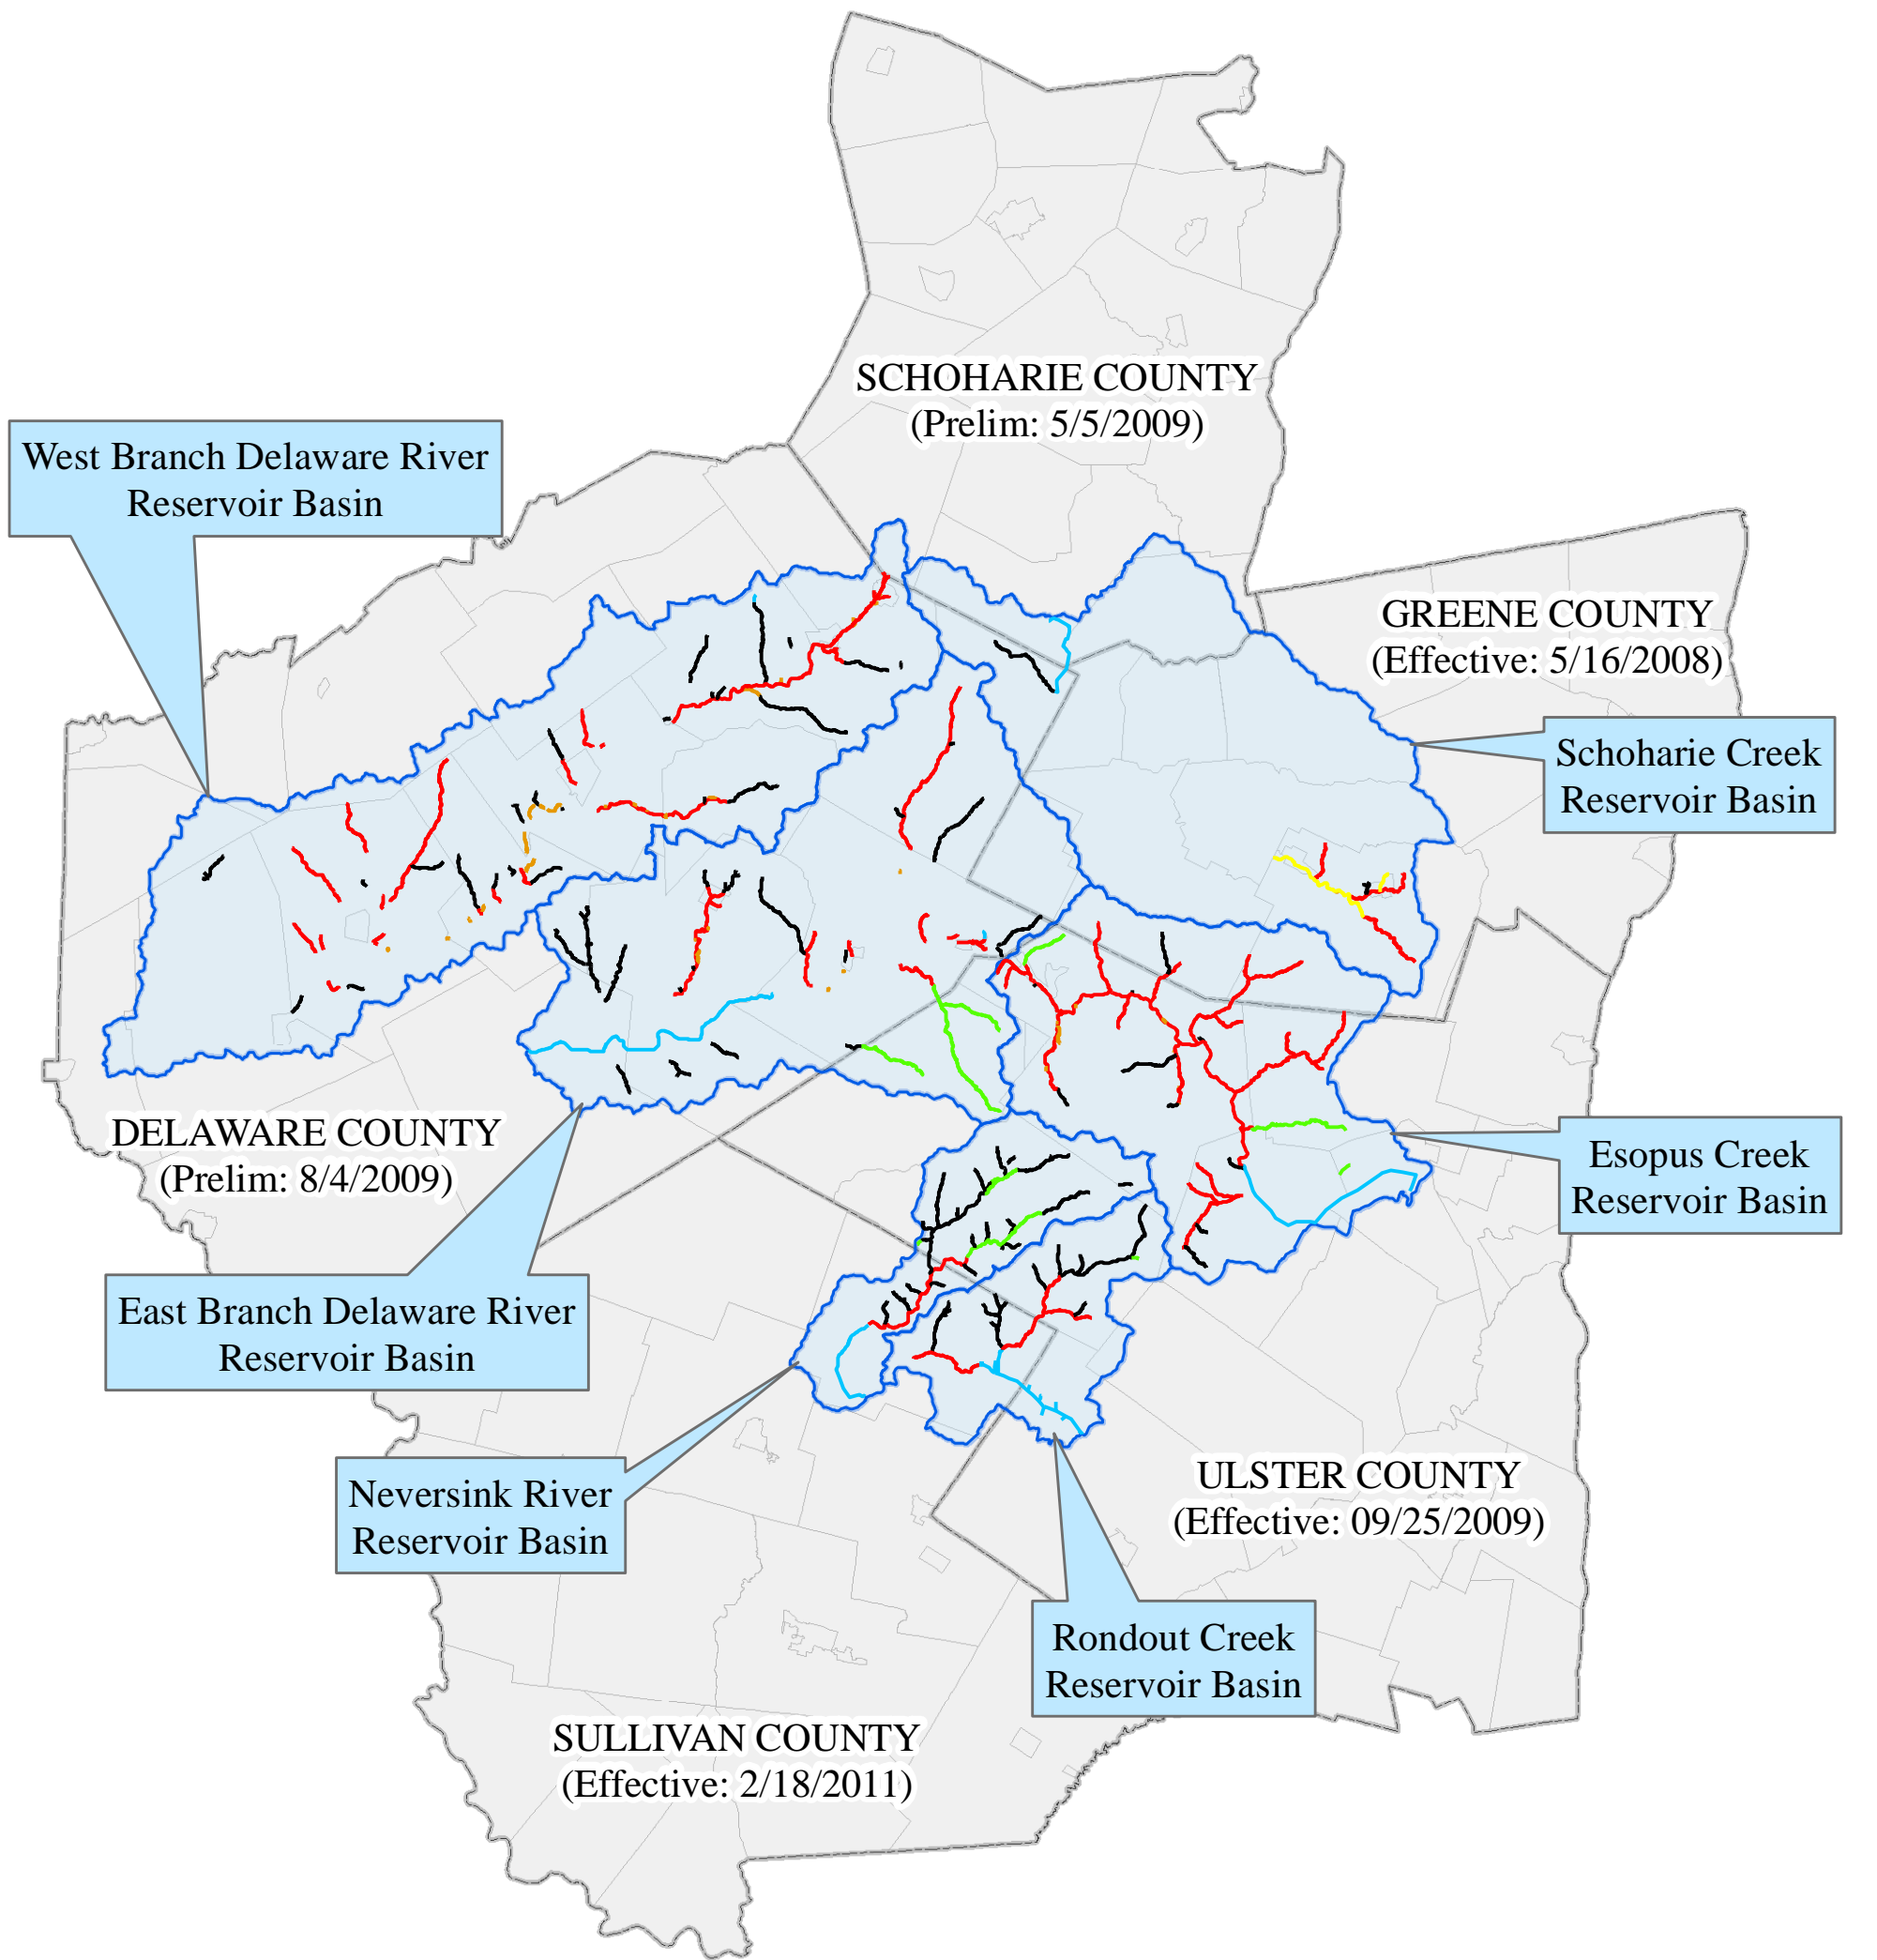 SCHOHARIE COUNTY
(Prelim: 5/5/2009)
West Branch Delaware River
Reservoir Basin
GREENE COUNTY
(Effective: 5/16/2008)
Schoharie Creek
Reservoir Basin
DELAWARE COUNTY
(Prelim: 8/4/2009)
Esopus Creek
Reservoir Basin
East Branch Delaware River
Reservoir Basin
Neversink River
Reservoir Basin
ULSTER COUNTY
(Effective: 09/25/2009)
Rondout Creek
Reservoir Basin
SULLIVAN COUNTY
(Effective: 2/18/2011)